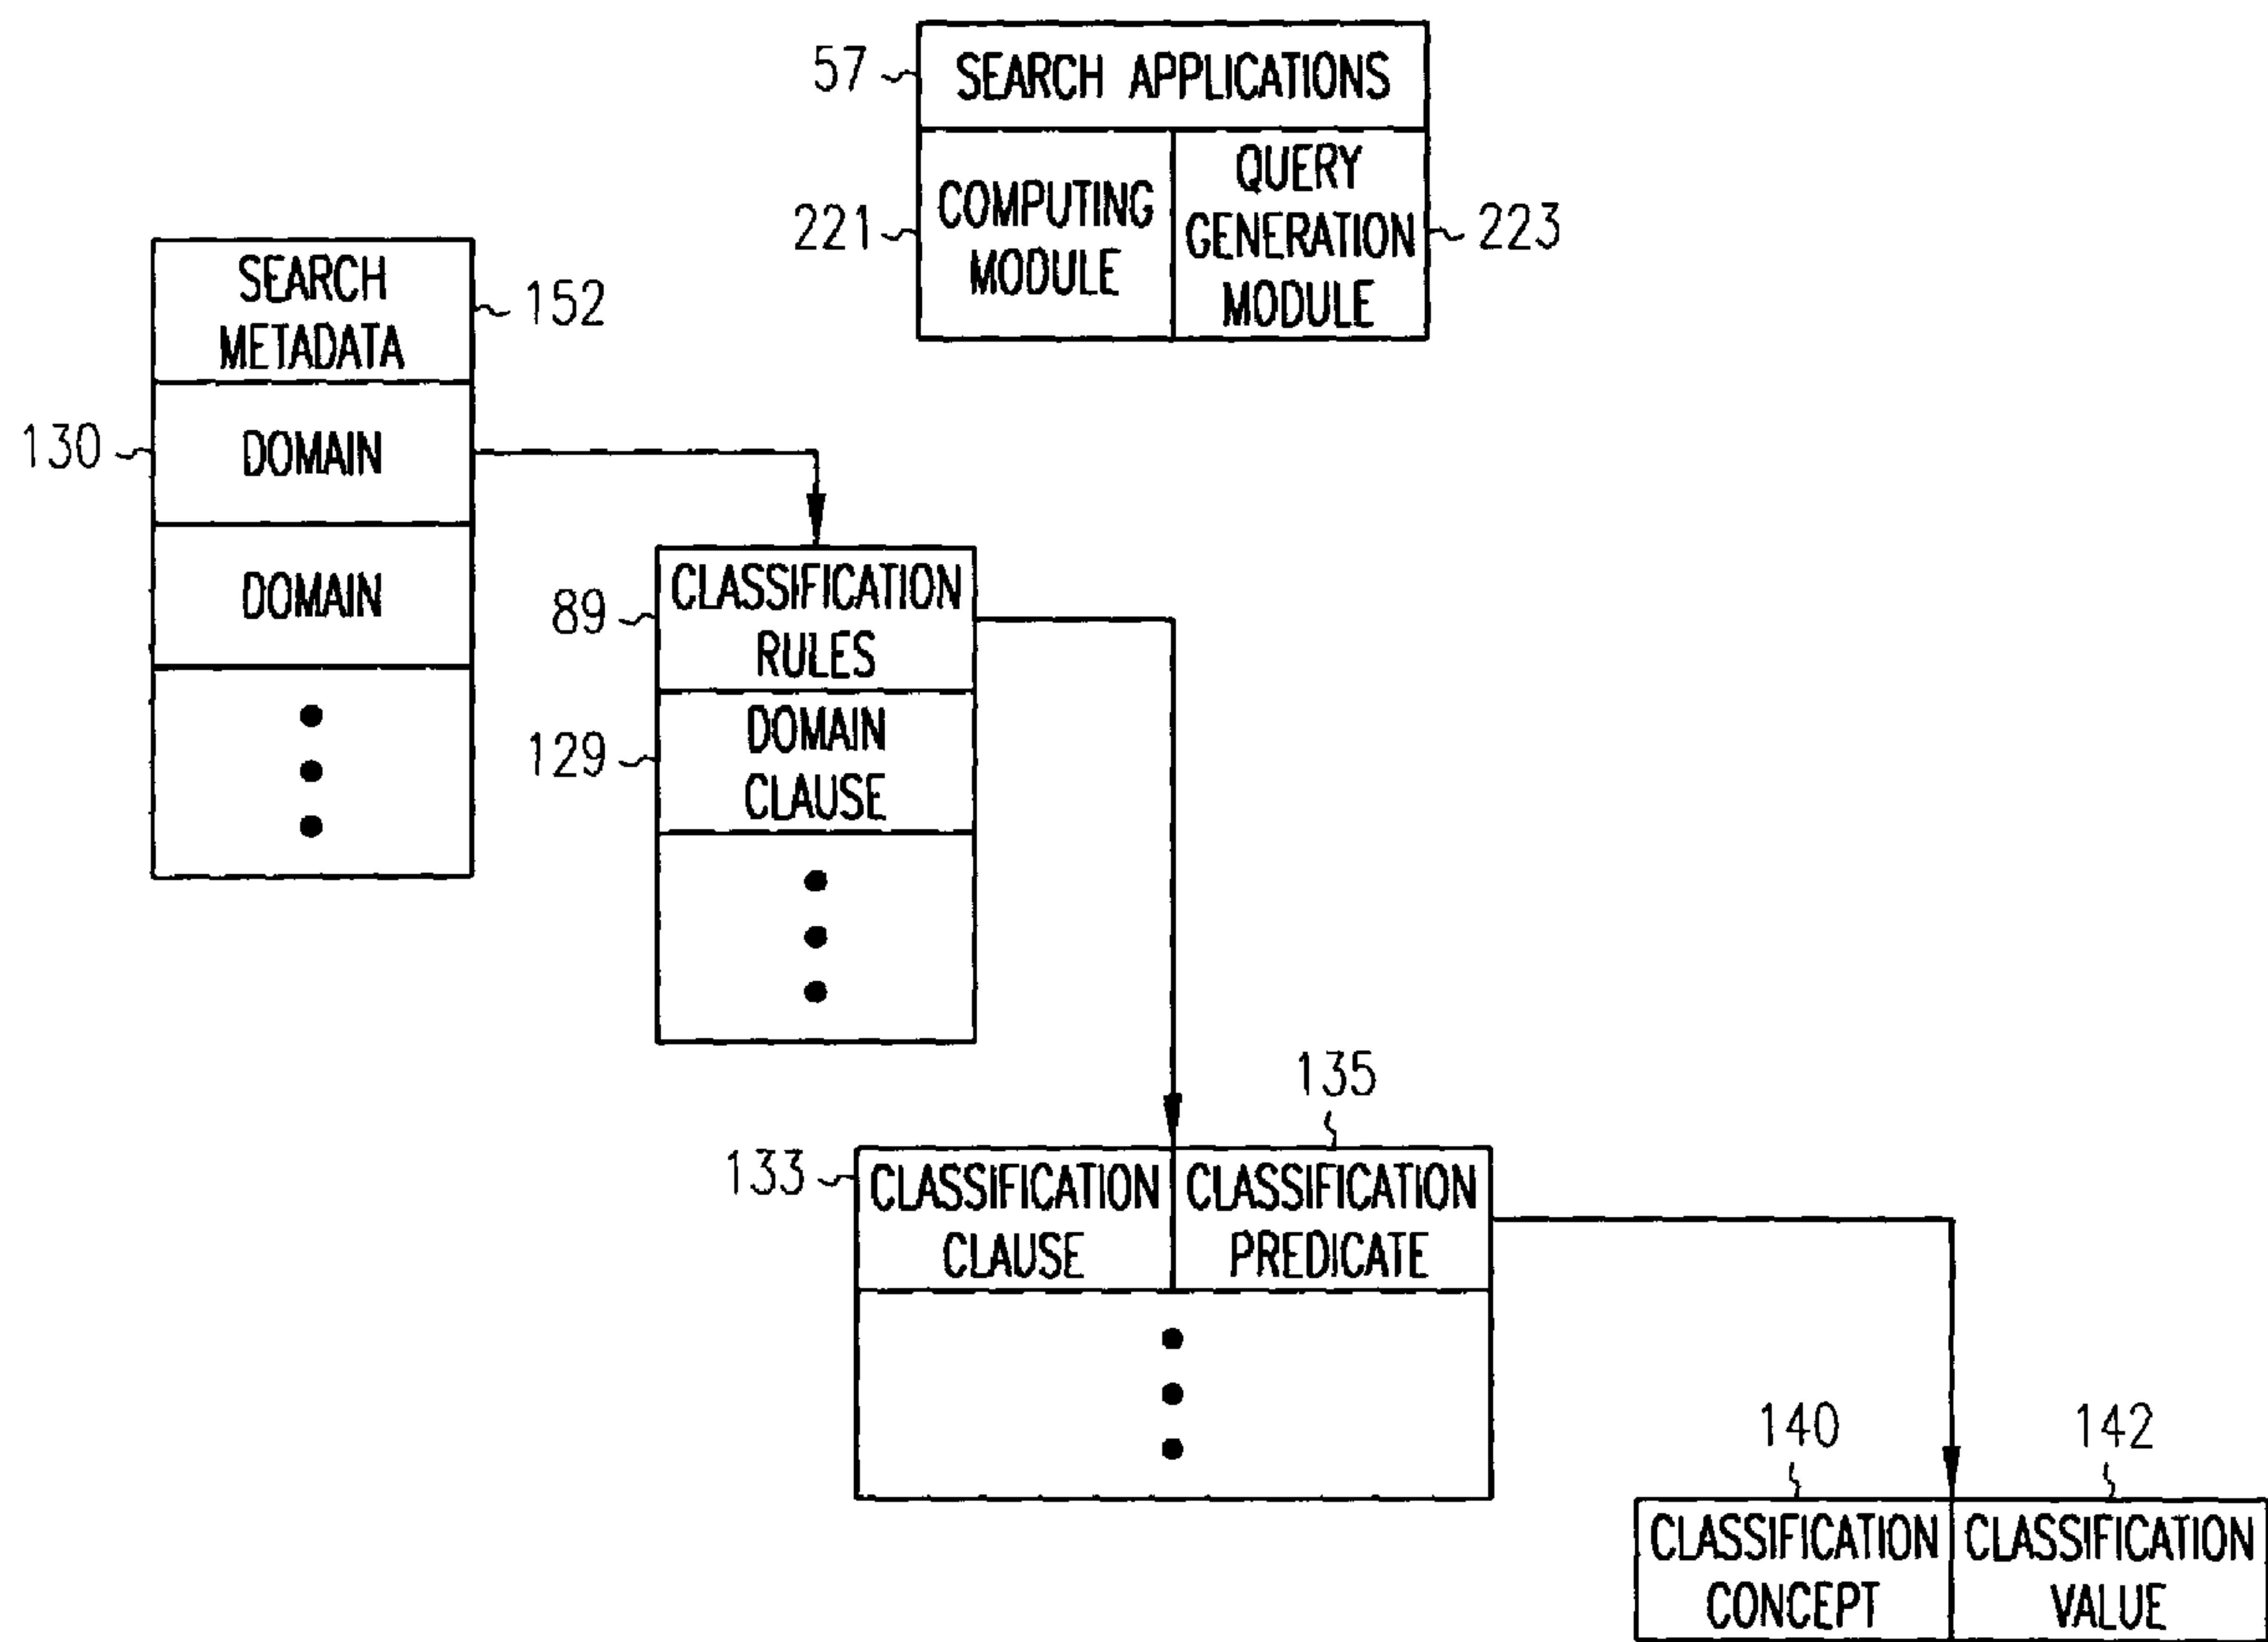 57
SEARCH APPLICATIONS
221
COMPUTING
MODULE
QUERY
GENERATION
MODULE
223
SEARCH
METADATA
152
130
DOMAIN
DOMAIN
89
CLASSIFICATION
RULES
129
DOMAIN
CLAUSE
133
CLASSIFICATION
CLAUSE
135
CLASSIFICATION
PREDICATE
140
CLASSIFICATION
CONCEPT
142
CLASSIFICATION
VALUE